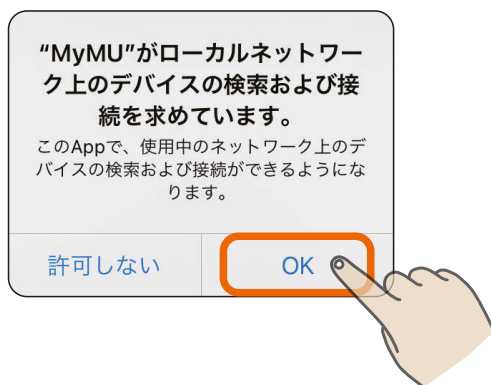 “MyMU”がローカルネットワー
ク上のデバイスの検索および接
続を求めています。
このAppで、使用中のネットワーク上のデ
バイスの検索および接続ができるようにな
ります。
許可しない
OK